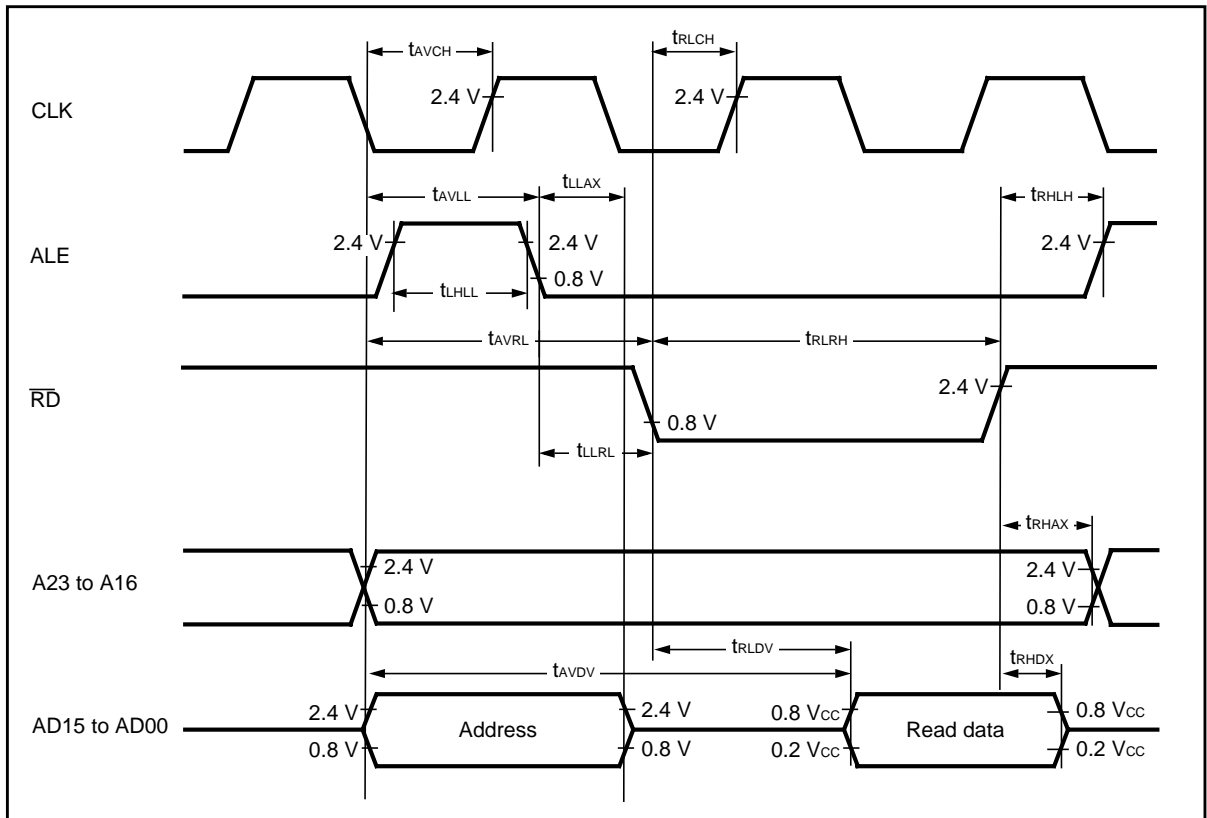 tAVCH
tRLCH
CLK
2.4 V
2.4 V
tAVLL
tLLAX
tRHLH
ALE
2.4 V
2.4 V
2.4 V
0.8 V
tLHLL
tAVRL
tRLRH
RD
2.4 V
0.8 V
tLLRL
tRHAX
A23 to A16
2.4 V
2.4 V
0.8 V
0.8 V
tRLDV
tAVDV
tRHDX
AD15 to AD00
2.4 V
2.4 V
0.8 VCC
0.8 VCC
Address
Read data
0.8 V
0.8 V
0.2 VCC
0.2 VCC